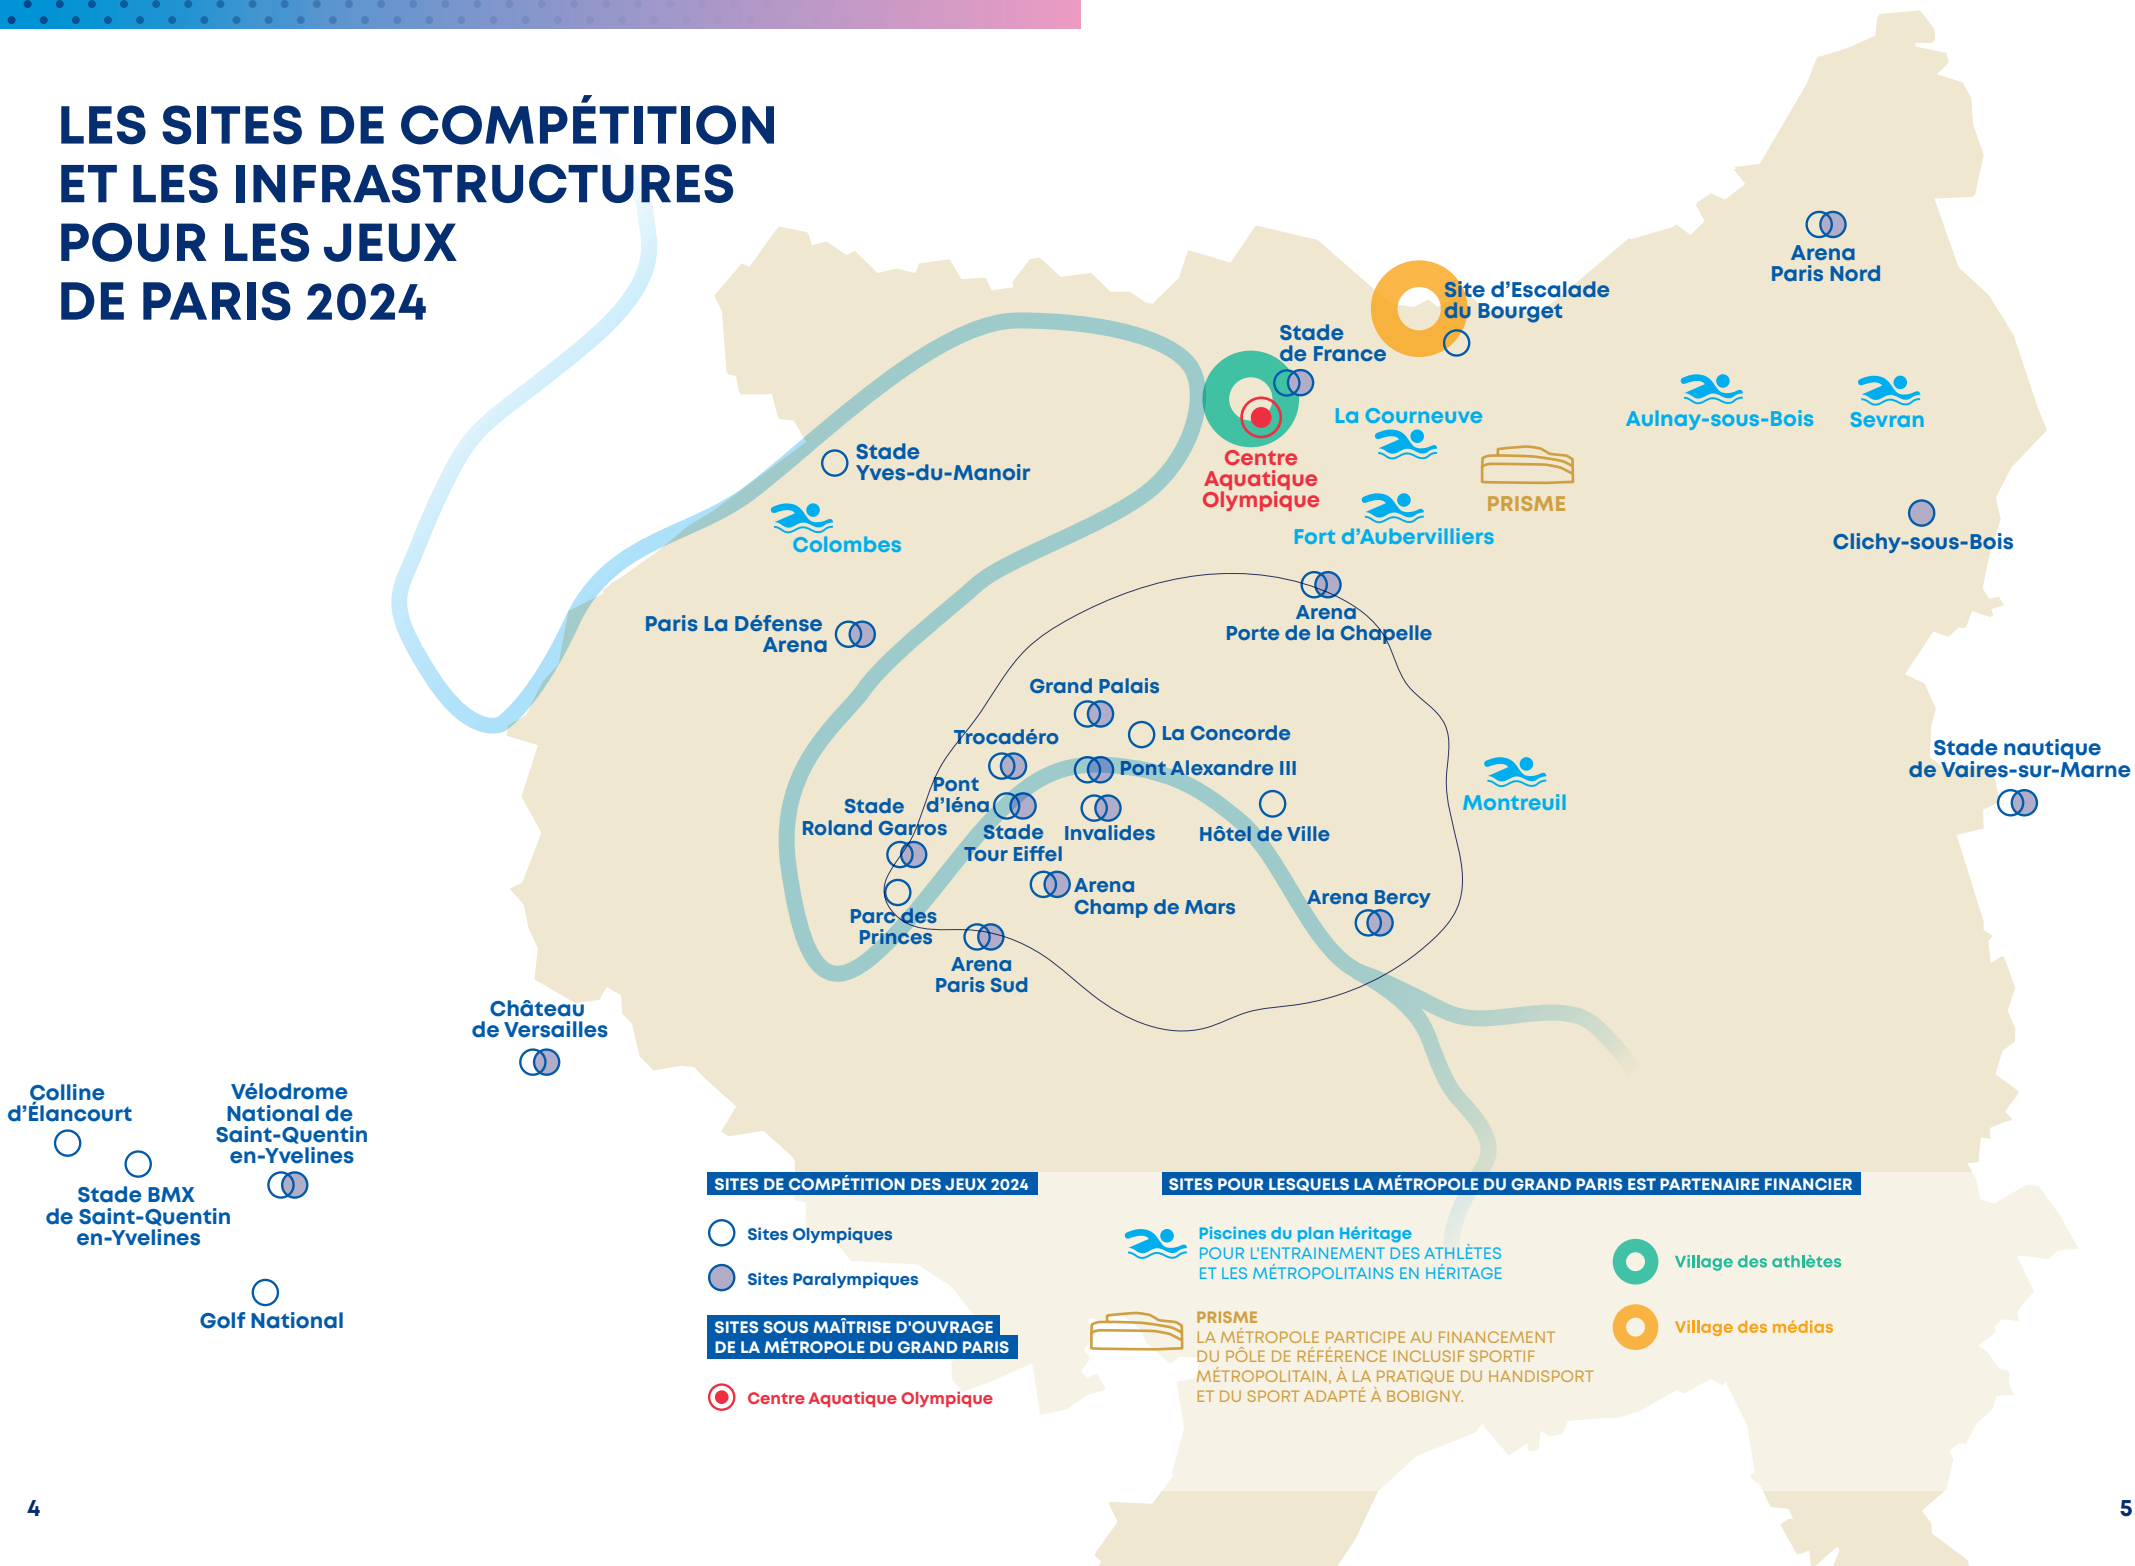 LES SITES DE COMPÉTITION
ET LES INFRASTRUCTURES
POUR LES JEUX
DE PARIS 2024
Arena
Paris Nord
Site d'Escalade
du Bourget
Stade
de France
La Courneuve
Aulnay-sous-Bois
Sevran
Centre
Aquatique
Olympique
Stade
Yves-du-Manoir
PRISME
Colombes
Fort d'Aubervilliers
Clichy-sous-Bois
Paris La Défense
Arena
Arena
Porte de la Chapelle
Grand Palais
La Concorde
Trocadéro
Pont Alexandre III
Pont
d'Iéna
Stade
Roland Garros
Stade
Tour Eiffel
Invalides
Hôtel de Ville
Montreuil
Stade nautique
de Vaires-sur-Marne
Arena
Champ de Mars
Arena Bercy
Parc des
Princes
Arena
Paris Sud
Château
de Versailles
Colline
d'Élancourt
Vélodrome
National de
Saint-Quentin
en-Yvelines
Stade BMX
de Saint-Quentin
en-Yvelines
Golf National
SITES DE COMPÉTITION DES JEUX 2024
Sites Olympiques
Sites Paralympiques
SITES SOUS MAÎTRISE D'OUVRAGE
DE LA MÉTROPOLE DU GRAND PARIS
Centre Aquatique Olympique
SITES POUR LESQUELS LA MÉTROPOLE DU GRAND PARIS EST PARTENAIRE FINANCIER
Piscines du plan Héritage
POUR L'ENTRAINEMENT DES ATHLÈTES
ET LES MÉTROPOLITAINS EN HÉRITAGE
PRISME
LA MÉTROPOLE PARTICIPE AU FINANCEMENT
DU PÔLE DE RÉFÉRENCE INCLUSIF SPORTIF
MÉTROPOLITAIN, À LA PRATIQUE DU HANDISPORT
ET DU SPORT ADAPTÉ À BOBIGNY.
Village des athlètes
Village des médias
4
5